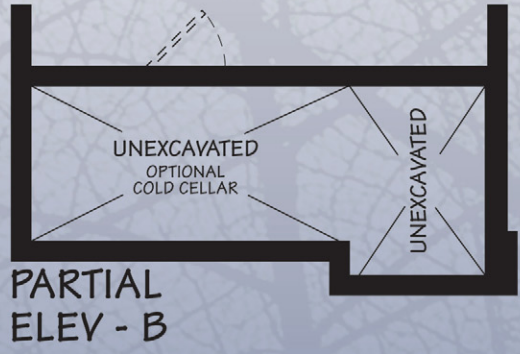 UNEXCAVATED
OPTIONAL
COLD CELLAR
UNEXCAVATED
PARTIAL
ELEV - B